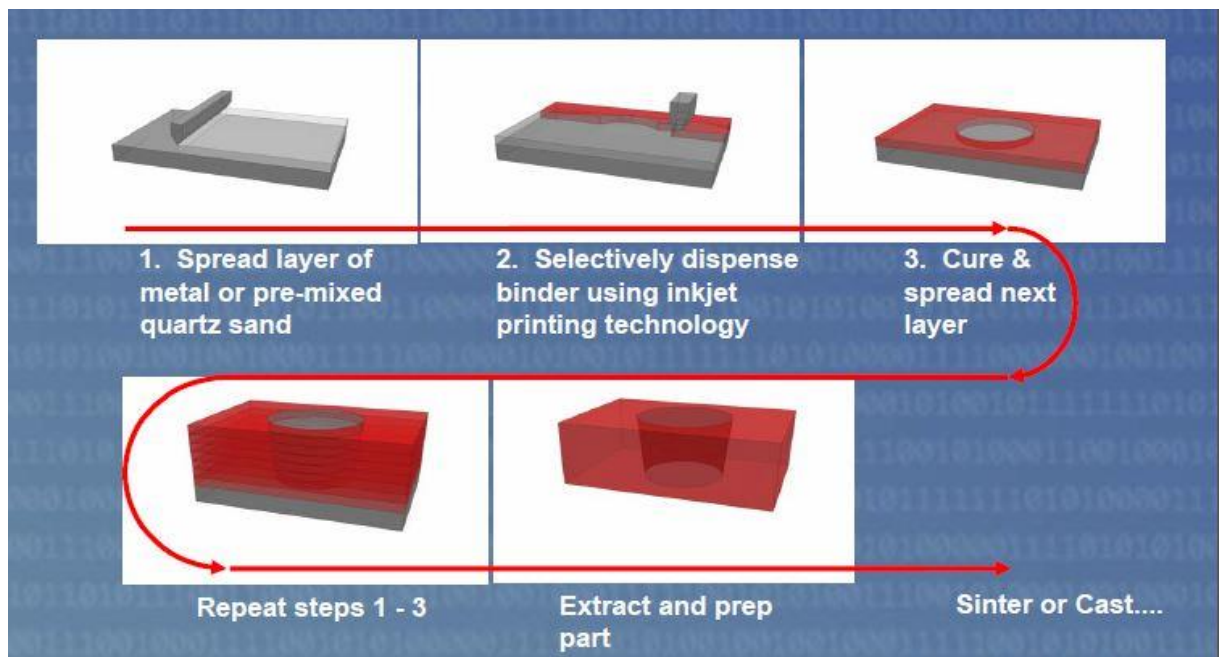 1. Spread layer of
metal or pre-mixed
quartz sand
2. Selectively dispense
binder using inkjet
printing technology
3. Cure &
spread next
layer
Repeat steps 1 - 3
Extract and prep
part
Sinter or Cast....